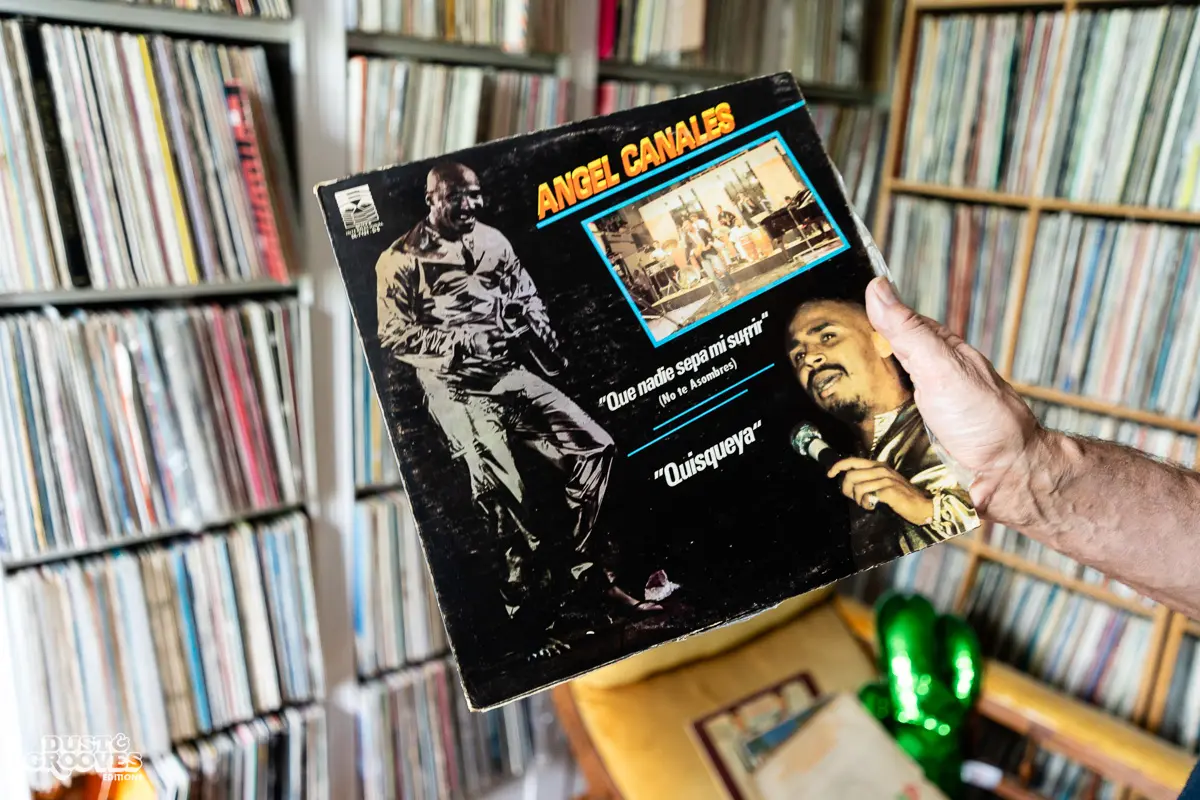 ANGEL CANALES
"Que nadie sepa mi sufrir"
(No te Asombres)
"Quisqueya"
DUST & GROOVES
EDITIONS